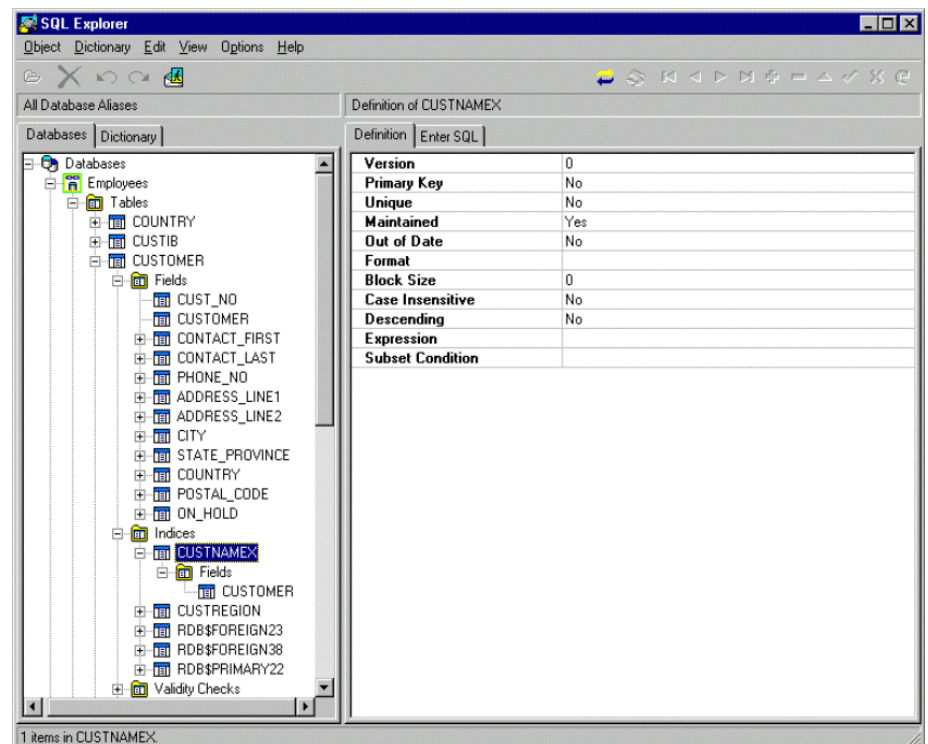 SQL Explorer
Object Dictionary Edit View Options Help
All Database Aliases
Definition of CUSTNAMEX
Databases Dictionary
Definition Enter SQL
Databases
Employees
Tables
COUNTRY
CUSTIB
CUSTOMER
Fields
CUST_NO
CUSTOMER
CONTACT_FIRST
CONTACT_LAST
PHONE_NO
ADDRESS_LINE1
ADDRESS_LINE2
CITY
STATE_PROVINCE
COUNTRY
POSTAL_CODE
ON_HOLD
Indices
CUSTNAMEX
Fields
CUSTOMER
CUSTREGION
RDB$FOREIGN23
RDB$FOREIGN38
RDB$PRIMARY22
Validity Checks
Version 0
Primary Key No
Unique No
Maintained Yes
Out of Date No
Format
Block Size 0
Case Insensitive No
Descending No
Expression
Subset Condition
1 items in CUSTNAMEX.